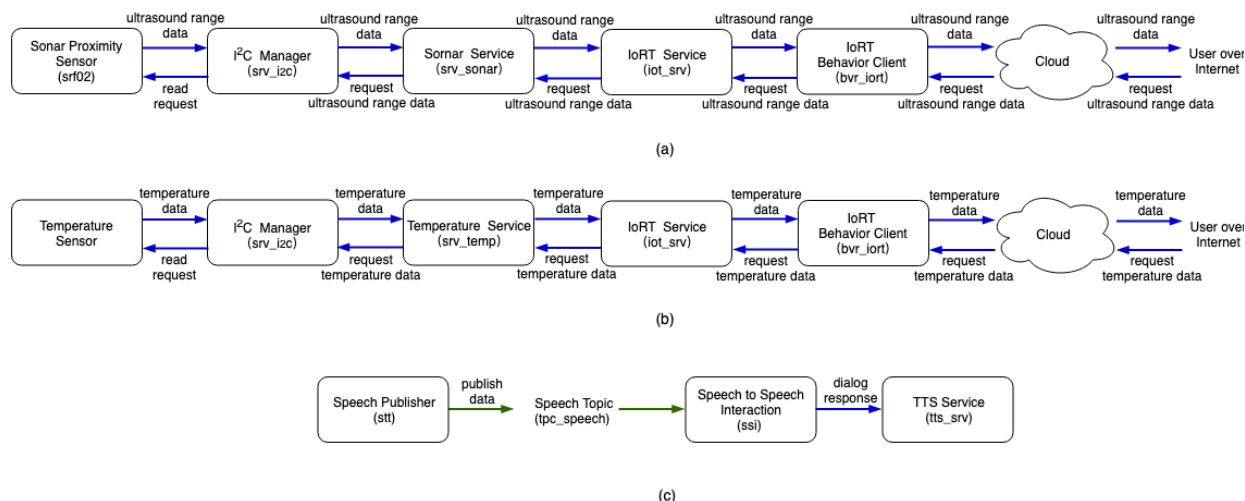 ultrasound range data
ultrasound range data
ultrasound range data
ultrasound range data
ultrasound range data
ultrasound range data
Sonar Proximity
Sensor
(srf02)
I²C Manager
(srv_i2c)
Sornar Service
(srv_sonar)
IoRT Service
(iot_srv)
IoRT
Behavior Client
(bvr_iort)
Cloud
User over
Internet
read
request
request
ultrasound range data
request
ultrasound range data
request
ultrasound range data
request
ultrasound range data
request
ultrasound range data
(a)
temperature
data
temperature
data
temperature
data
temperature
data
temperature
data
temperature
data
Temperature
Sensor
I²C Manager
(srv_i2c)
Temperature Service
(srv_temp)
IoRT Service
(iot_srv)
IoRT
Behavior Client
(bvr_iort)
Cloud
User over
Internet
read
request
request
temperature data
request
temperature data
request
temperature data
request
temperature data
request
temperature data
(b)
Speech Publisher
(stt)
publish
data
Speech Topic
(tpc_speech)
Speech to Speech
Interaction
(ssi)
dialog
response
TTS Service
(tts_srv)
(c)